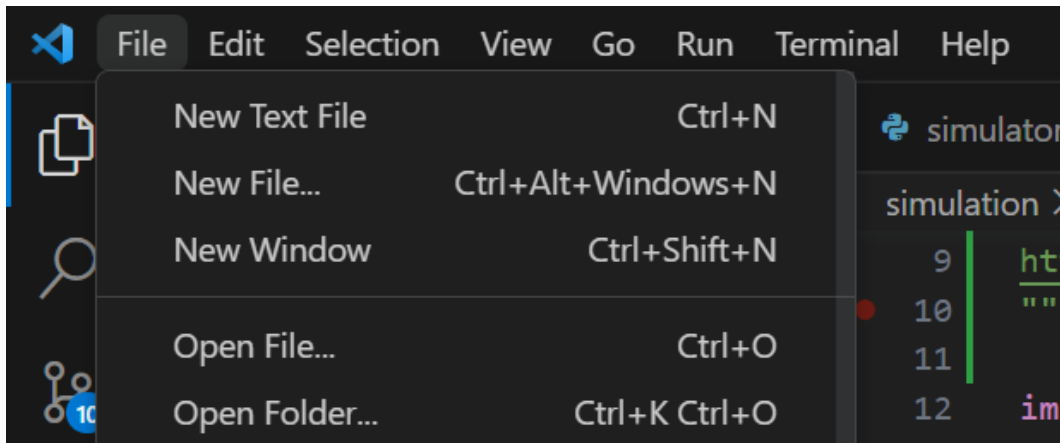 File Edit Selection View Go Run Terminal Help
New Text File Ctrl+N
New File... Ctrl+Alt+Windows+N
New Window Ctrl+Shift+N
Open File... Ctrl+O
Open Folder... Ctrl+K Ctrl+O
10
simulator
simulation >
9 ht
10 ""
11
12 im